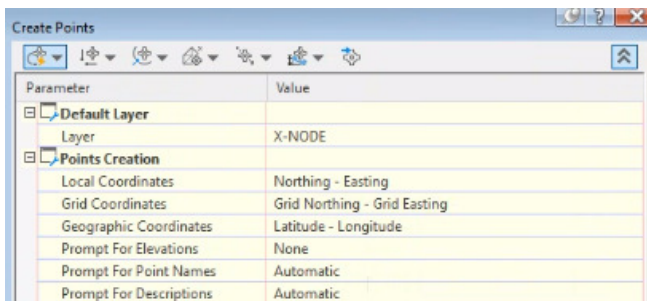 Create Points
Parameter Value
Default Layer
Layer X-NODE
Points Creation
Local Coordinates Northing - Easting
Grid Coordinates Grid Northing - Grid Easting
Geographic Coordinates Latitude - Longitude
Prompt For Elevations None
Prompt For Point Names Automatic
Prompt For Descriptions Automatic